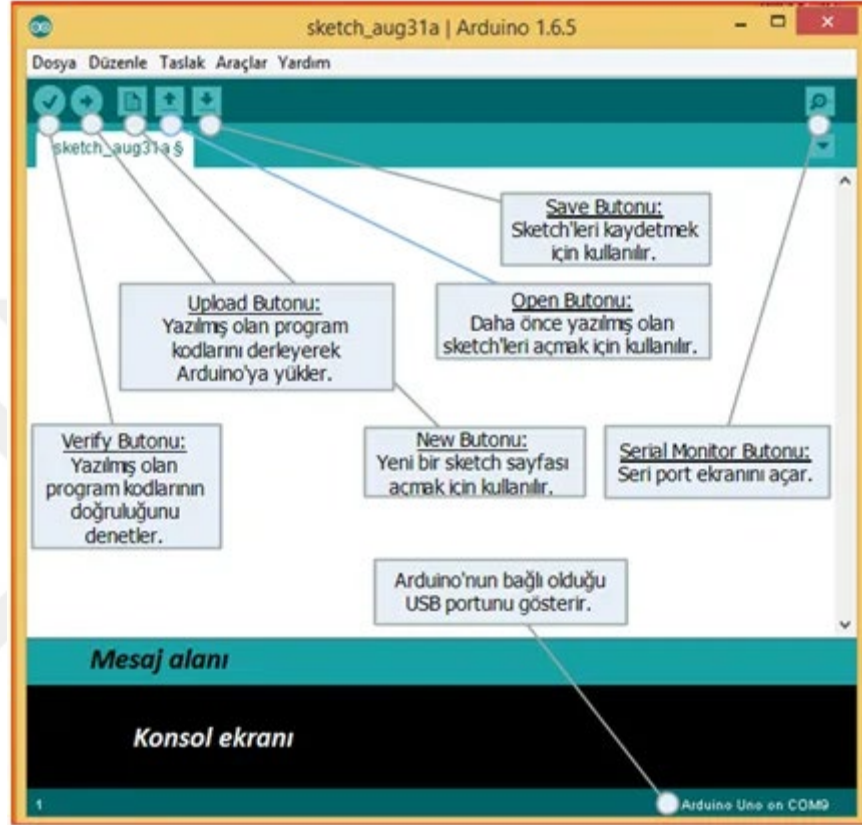 sketch_aug31a | Arduino 1.6.5
Dosya Düzenle Taslak Araçlar Yardım
sketch_aug31a §
Save Butonu:
Sketch'leri kaydetmek
için kullanılır.
Upload Butonu:
Yazılmış olan program
kodlarını derleyerek
Arduino'ya yükler.
Open Butonu:
Daha önce yazılmış olan
sketch'leri açmak için kullanılır.
Verify Butonu:
Yazılmış olan
program kodlarının
doğruluğunu
denetler.
New Butonu:
Yeni bir sketch sayfası
açmak için kullanılır.
Serial Monitor Butonu:
Seri port ekranını açar.
Arduino'nun bağlı olduğu
USB portunu gösterir.
Mesaj alanı
Konsol ekranı
1
Arduino Uno on COM9